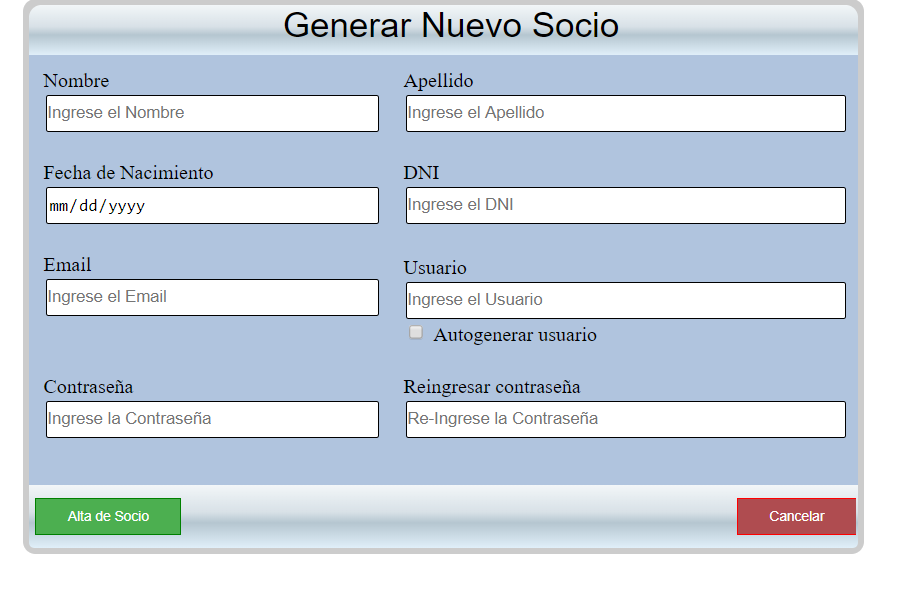 Generar Nuevo Socio
Nombre
Apellido
Ingrese el Nombre
Ingrese el Apellido
Fecha de Nacimiento
DNI
mm/dd/yyyy
Ingrese el DNI
Email
Usuario
Ingrese el Email
Ingrese el Usuario
Autogenerar usuario
Contraseña
Reingresar contraseña
Ingrese la Contraseña
Re-Ingrese la Contraseña
Alta de Socio
Cancelar